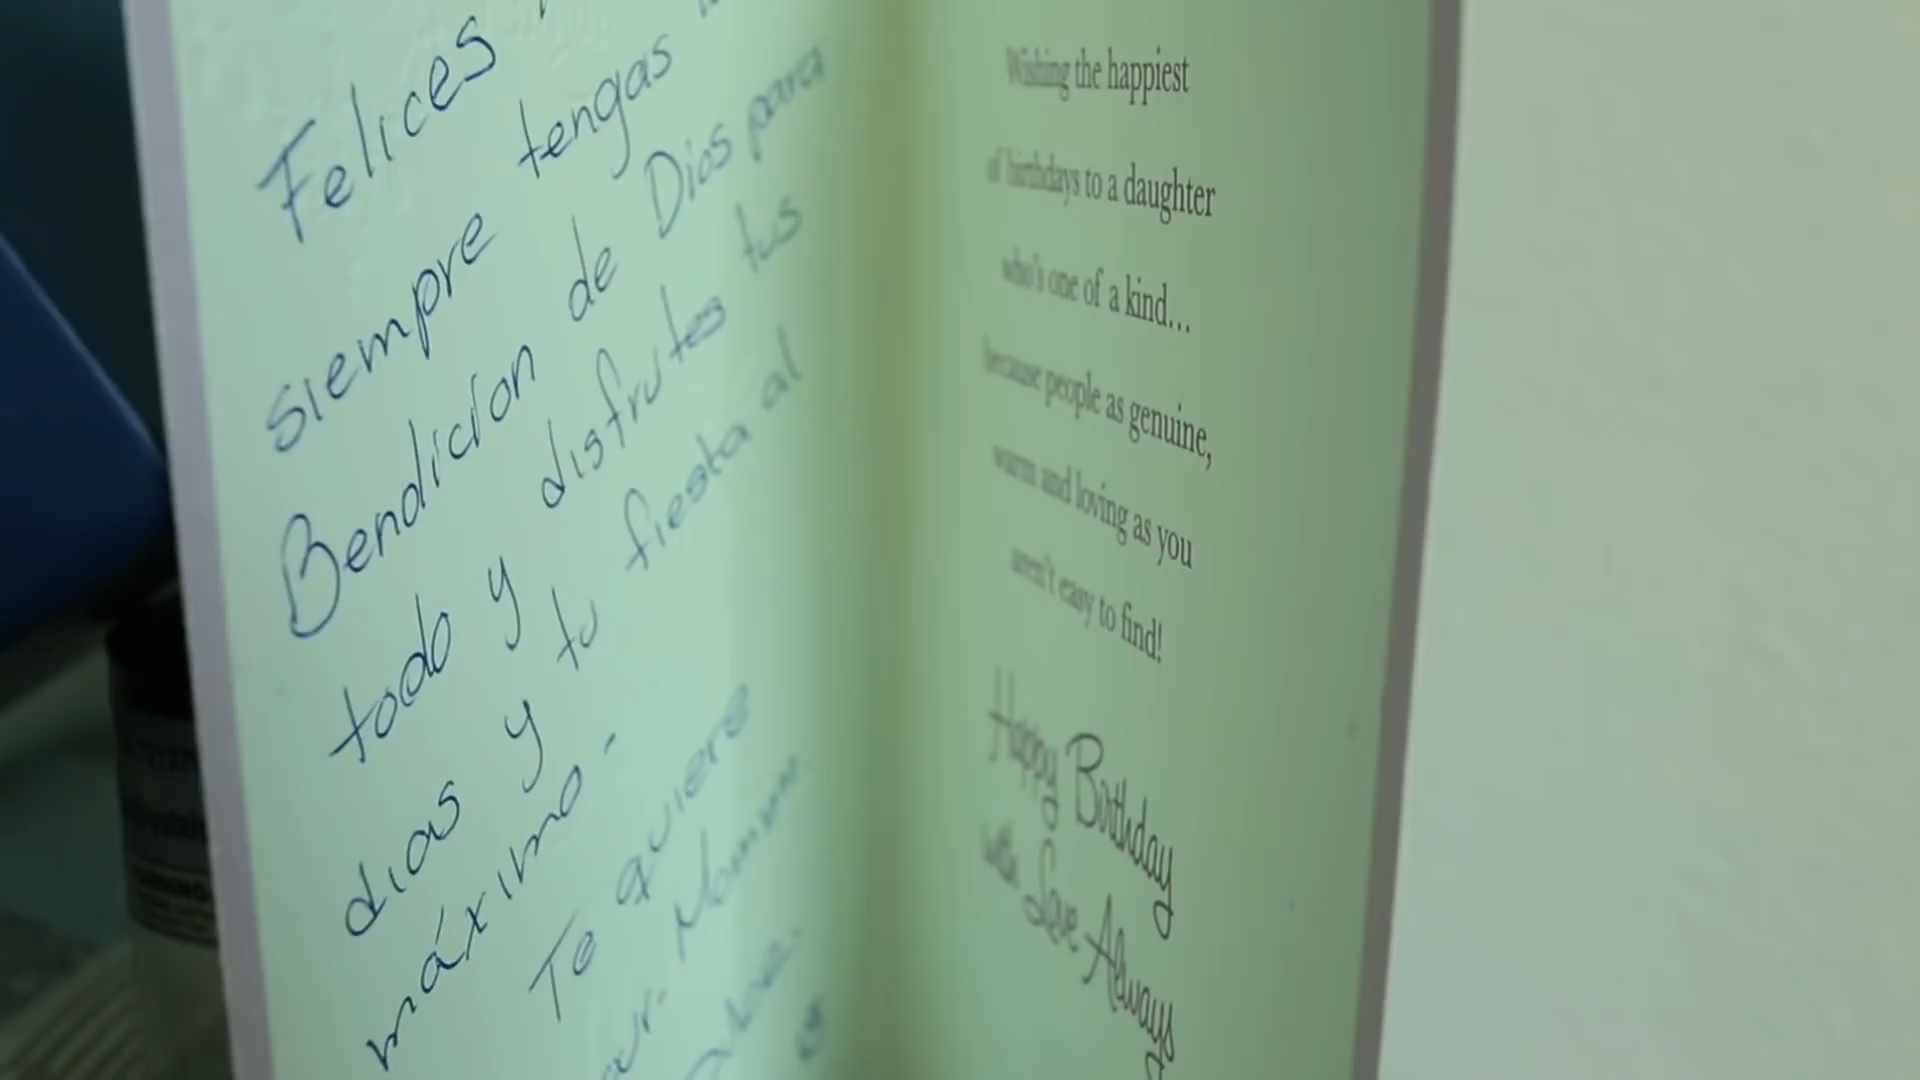 Felices
siempre tengas
Bendición de Dios para
todo y disfrutes tus
dias y tu fiesta al
máximo.
Te quiere
Wishing the happiest
of birthdays to a daughter
who's one of a kind...
because people as genuine,
warm and loving as you
aren't easy to find!
Happy Birthday
with Love Always